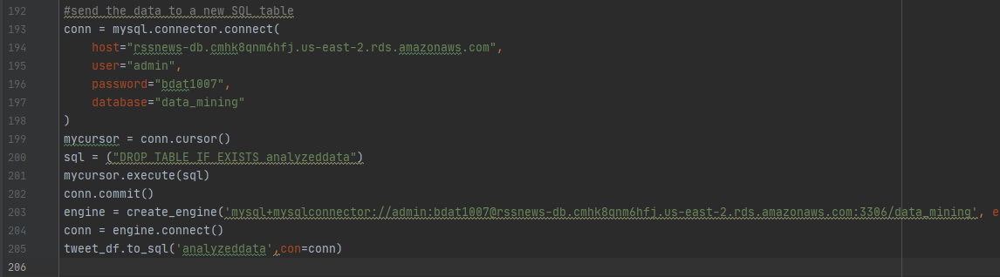 192 #send the data to a new SQL table
193 conn = mysql.connector.connect(
194 host="rssnews-db.cmhk8qnm6hfj.us-east-2.rds.amazonaws.com",
195 user="admin",
196 password="bdat1007",
197 database="data_mining"
198 )
199 mycursor = conn.cursor()
200 sql = ("DROP TABLE IF EXISTS analyzeddata")
201 mycursor.execute(sql)
202 conn.commit()
203 engine = create_engine('mysql+mysqlconnector://admin:bdat1007@rssnews-db.cmhk8qnm6hfj.us-east-2.rds.amazonaws.com:3306/data_mining', e
204 conn = engine.connect()
205 tweet_df.to_sql('analyzeddata',con=conn)
206